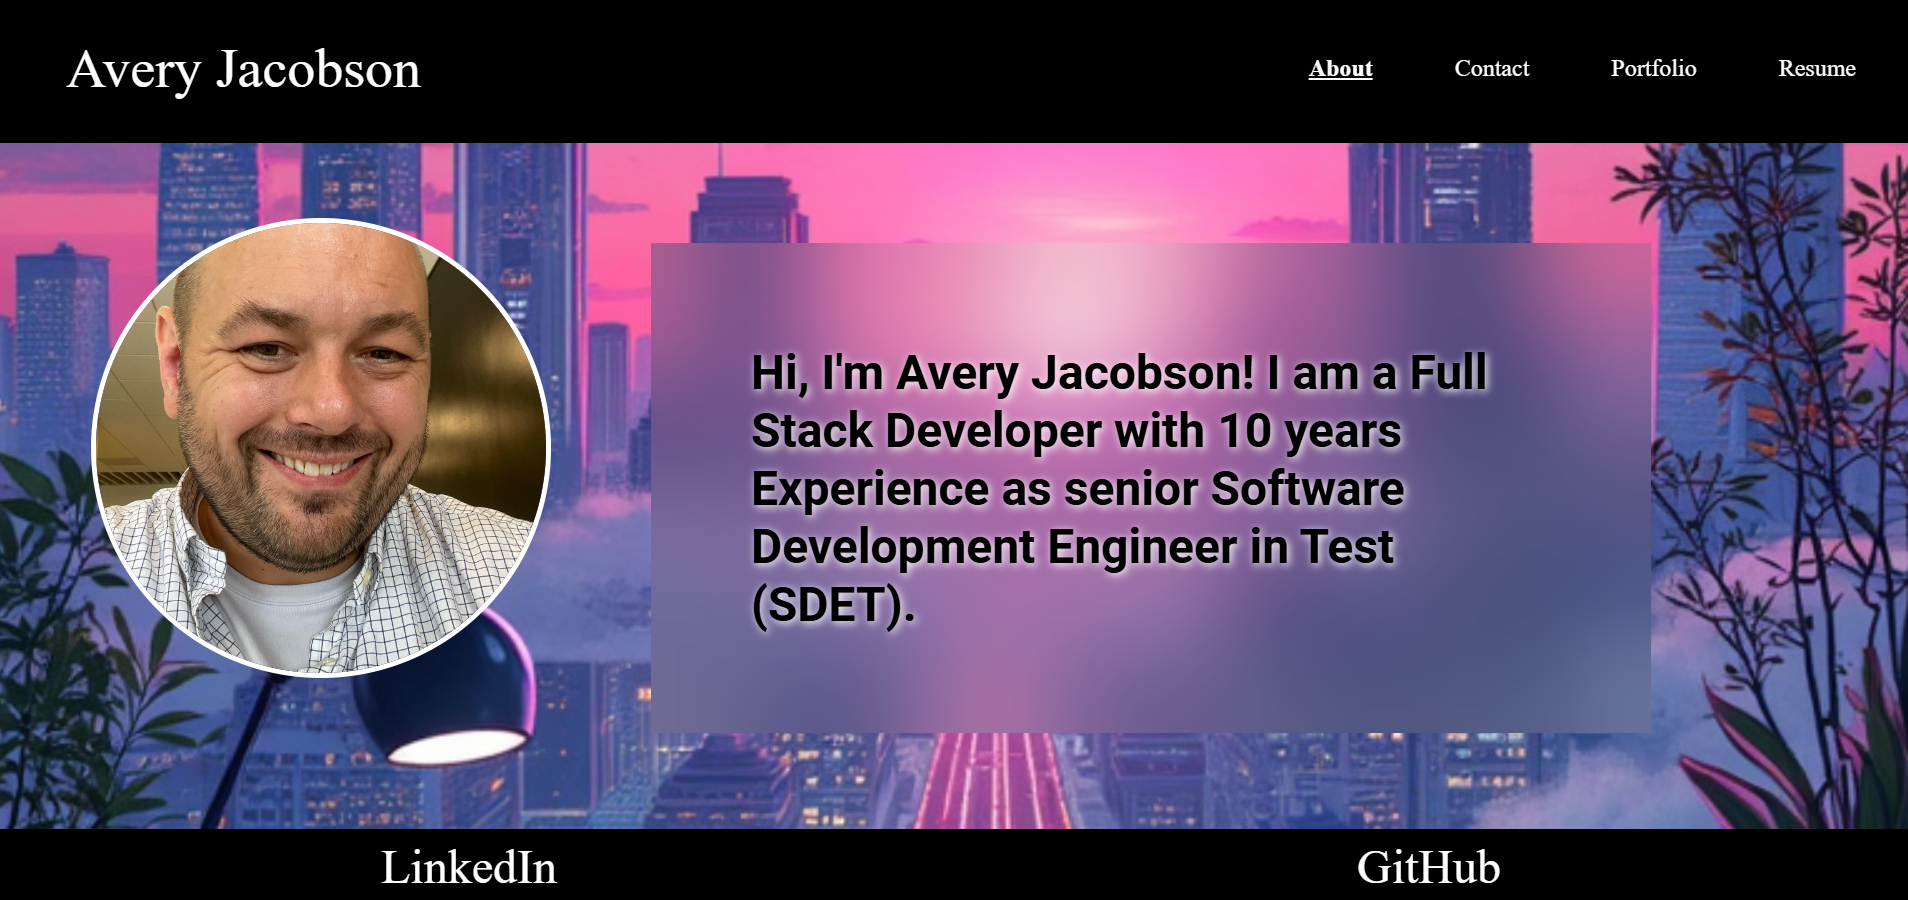 Avery Jacobson
About Contact Portfolio Resume
Hi, I'm Avery Jacobson! I am a Full
Stack Developer with 10 years
Experience as senior Software
Development Engineer in Test
(SDET).
LinkedIn GitHub